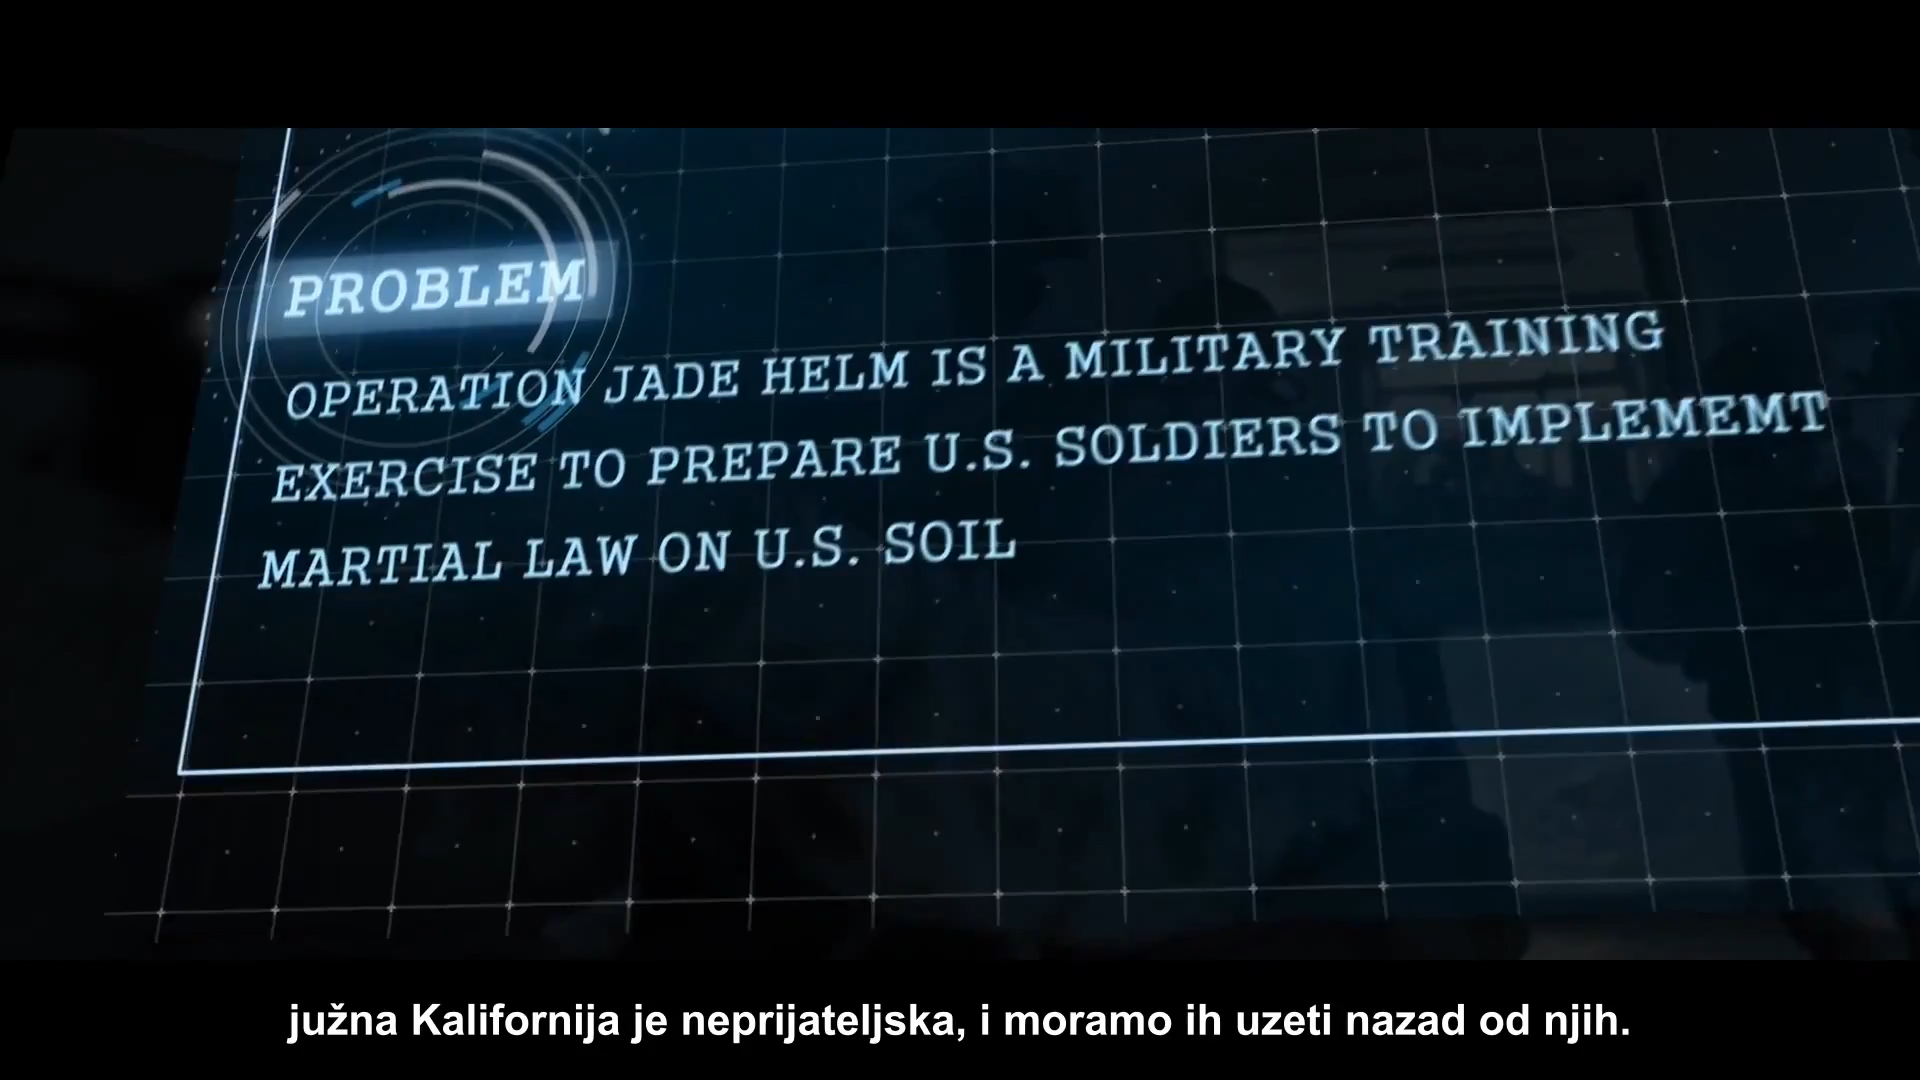 PROBLEM
OPERATION JADE HELM IS A MILITARY TRAINING
EXERCISE TO PREPARE U.S. SOLDIERS TO IMPLEMEMT
MARTIAL LAW ON U.S. SOIL
južna Kalifornija je neprijateljska, i moramo ih uzeti nazad od njih.